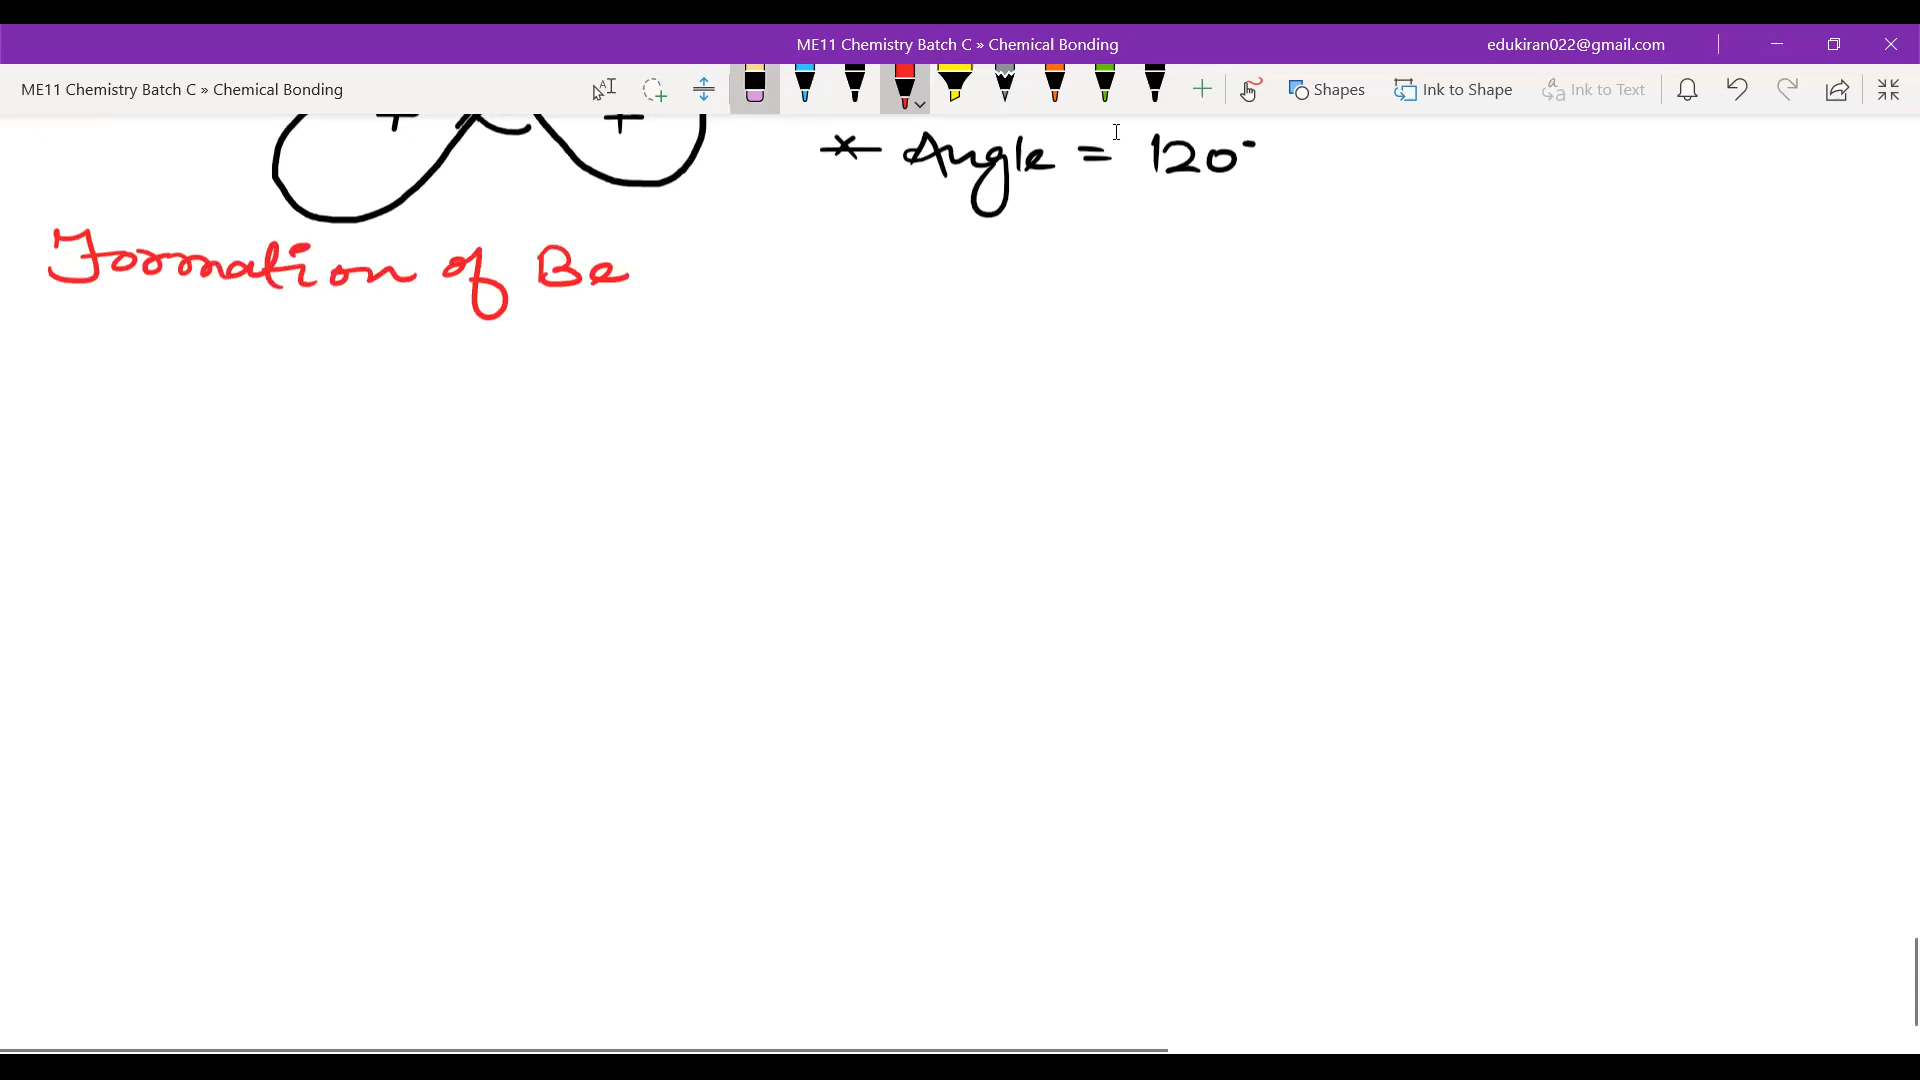 ME11 Chemistry Batch C » Chemical Bonding
edukiran022@gmail.com
ME11 Chemistry Batch C » Chemical Bonding
Shapes
Ink to Shape
Ink to Text
+ +
* Angle = 120°
Formation of Be